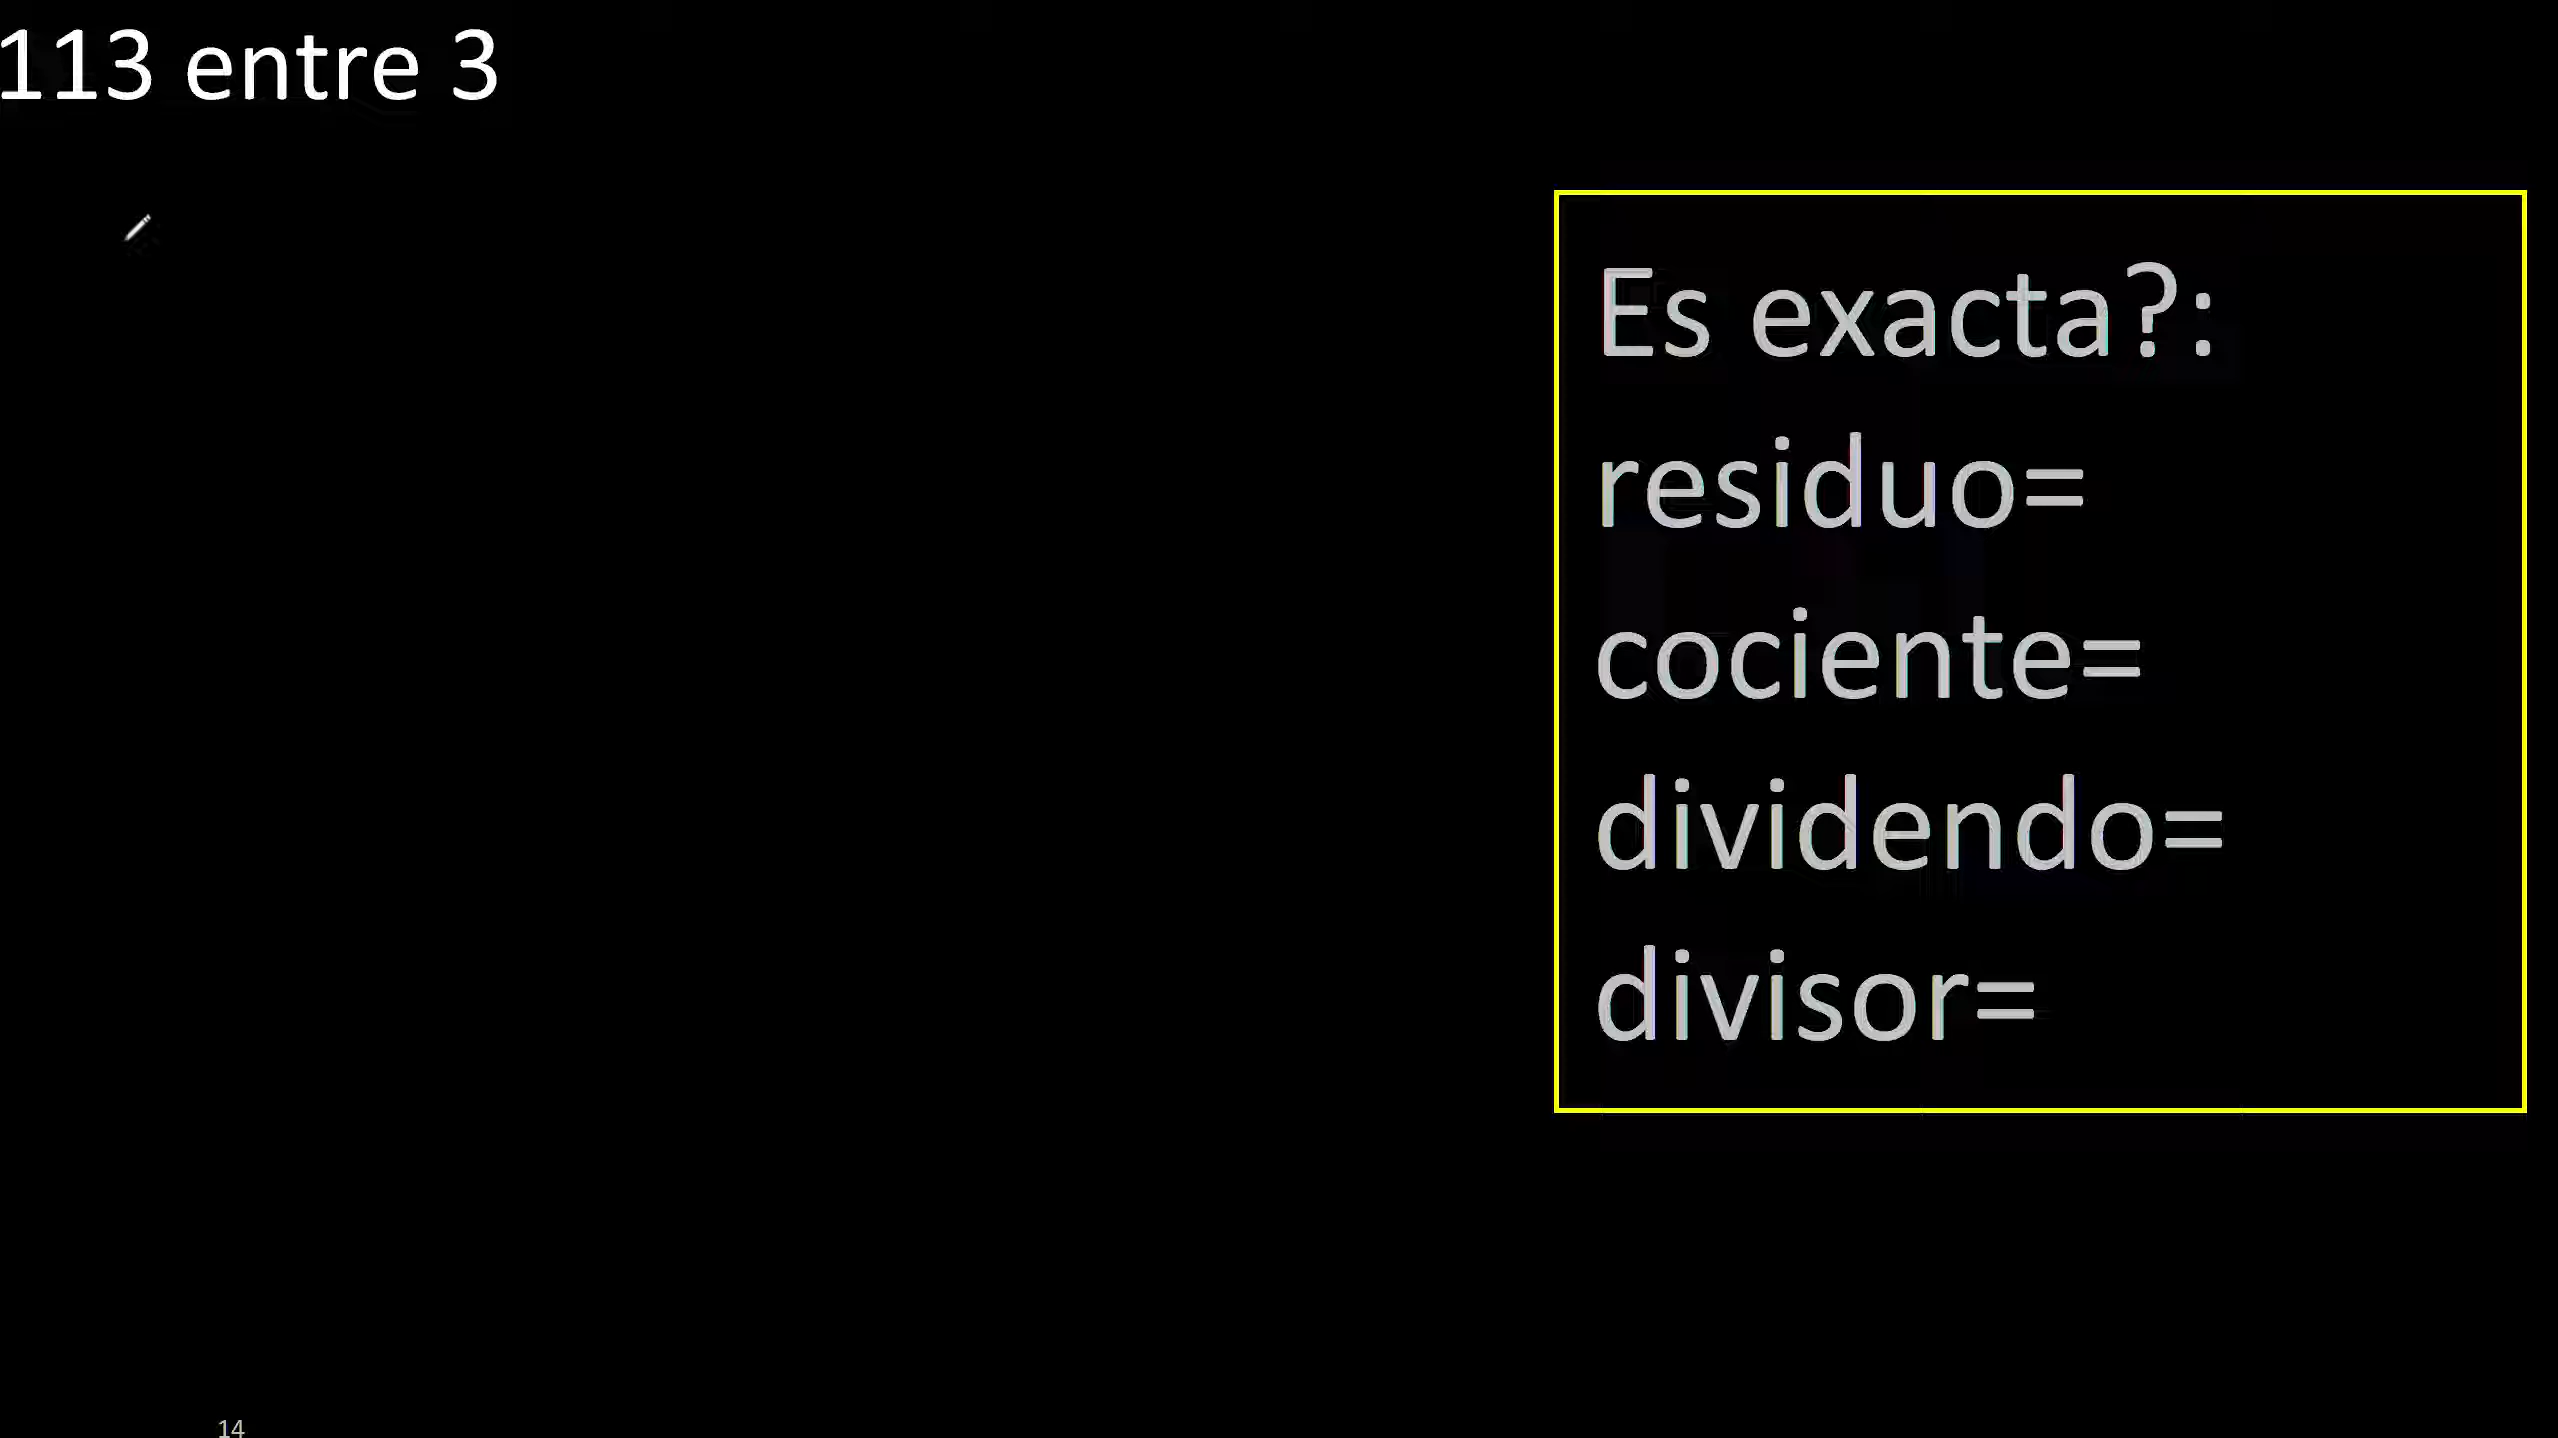 113 entre 3
Es exacta?:
residuo=
cociente=
dividendo=
divisor=
14